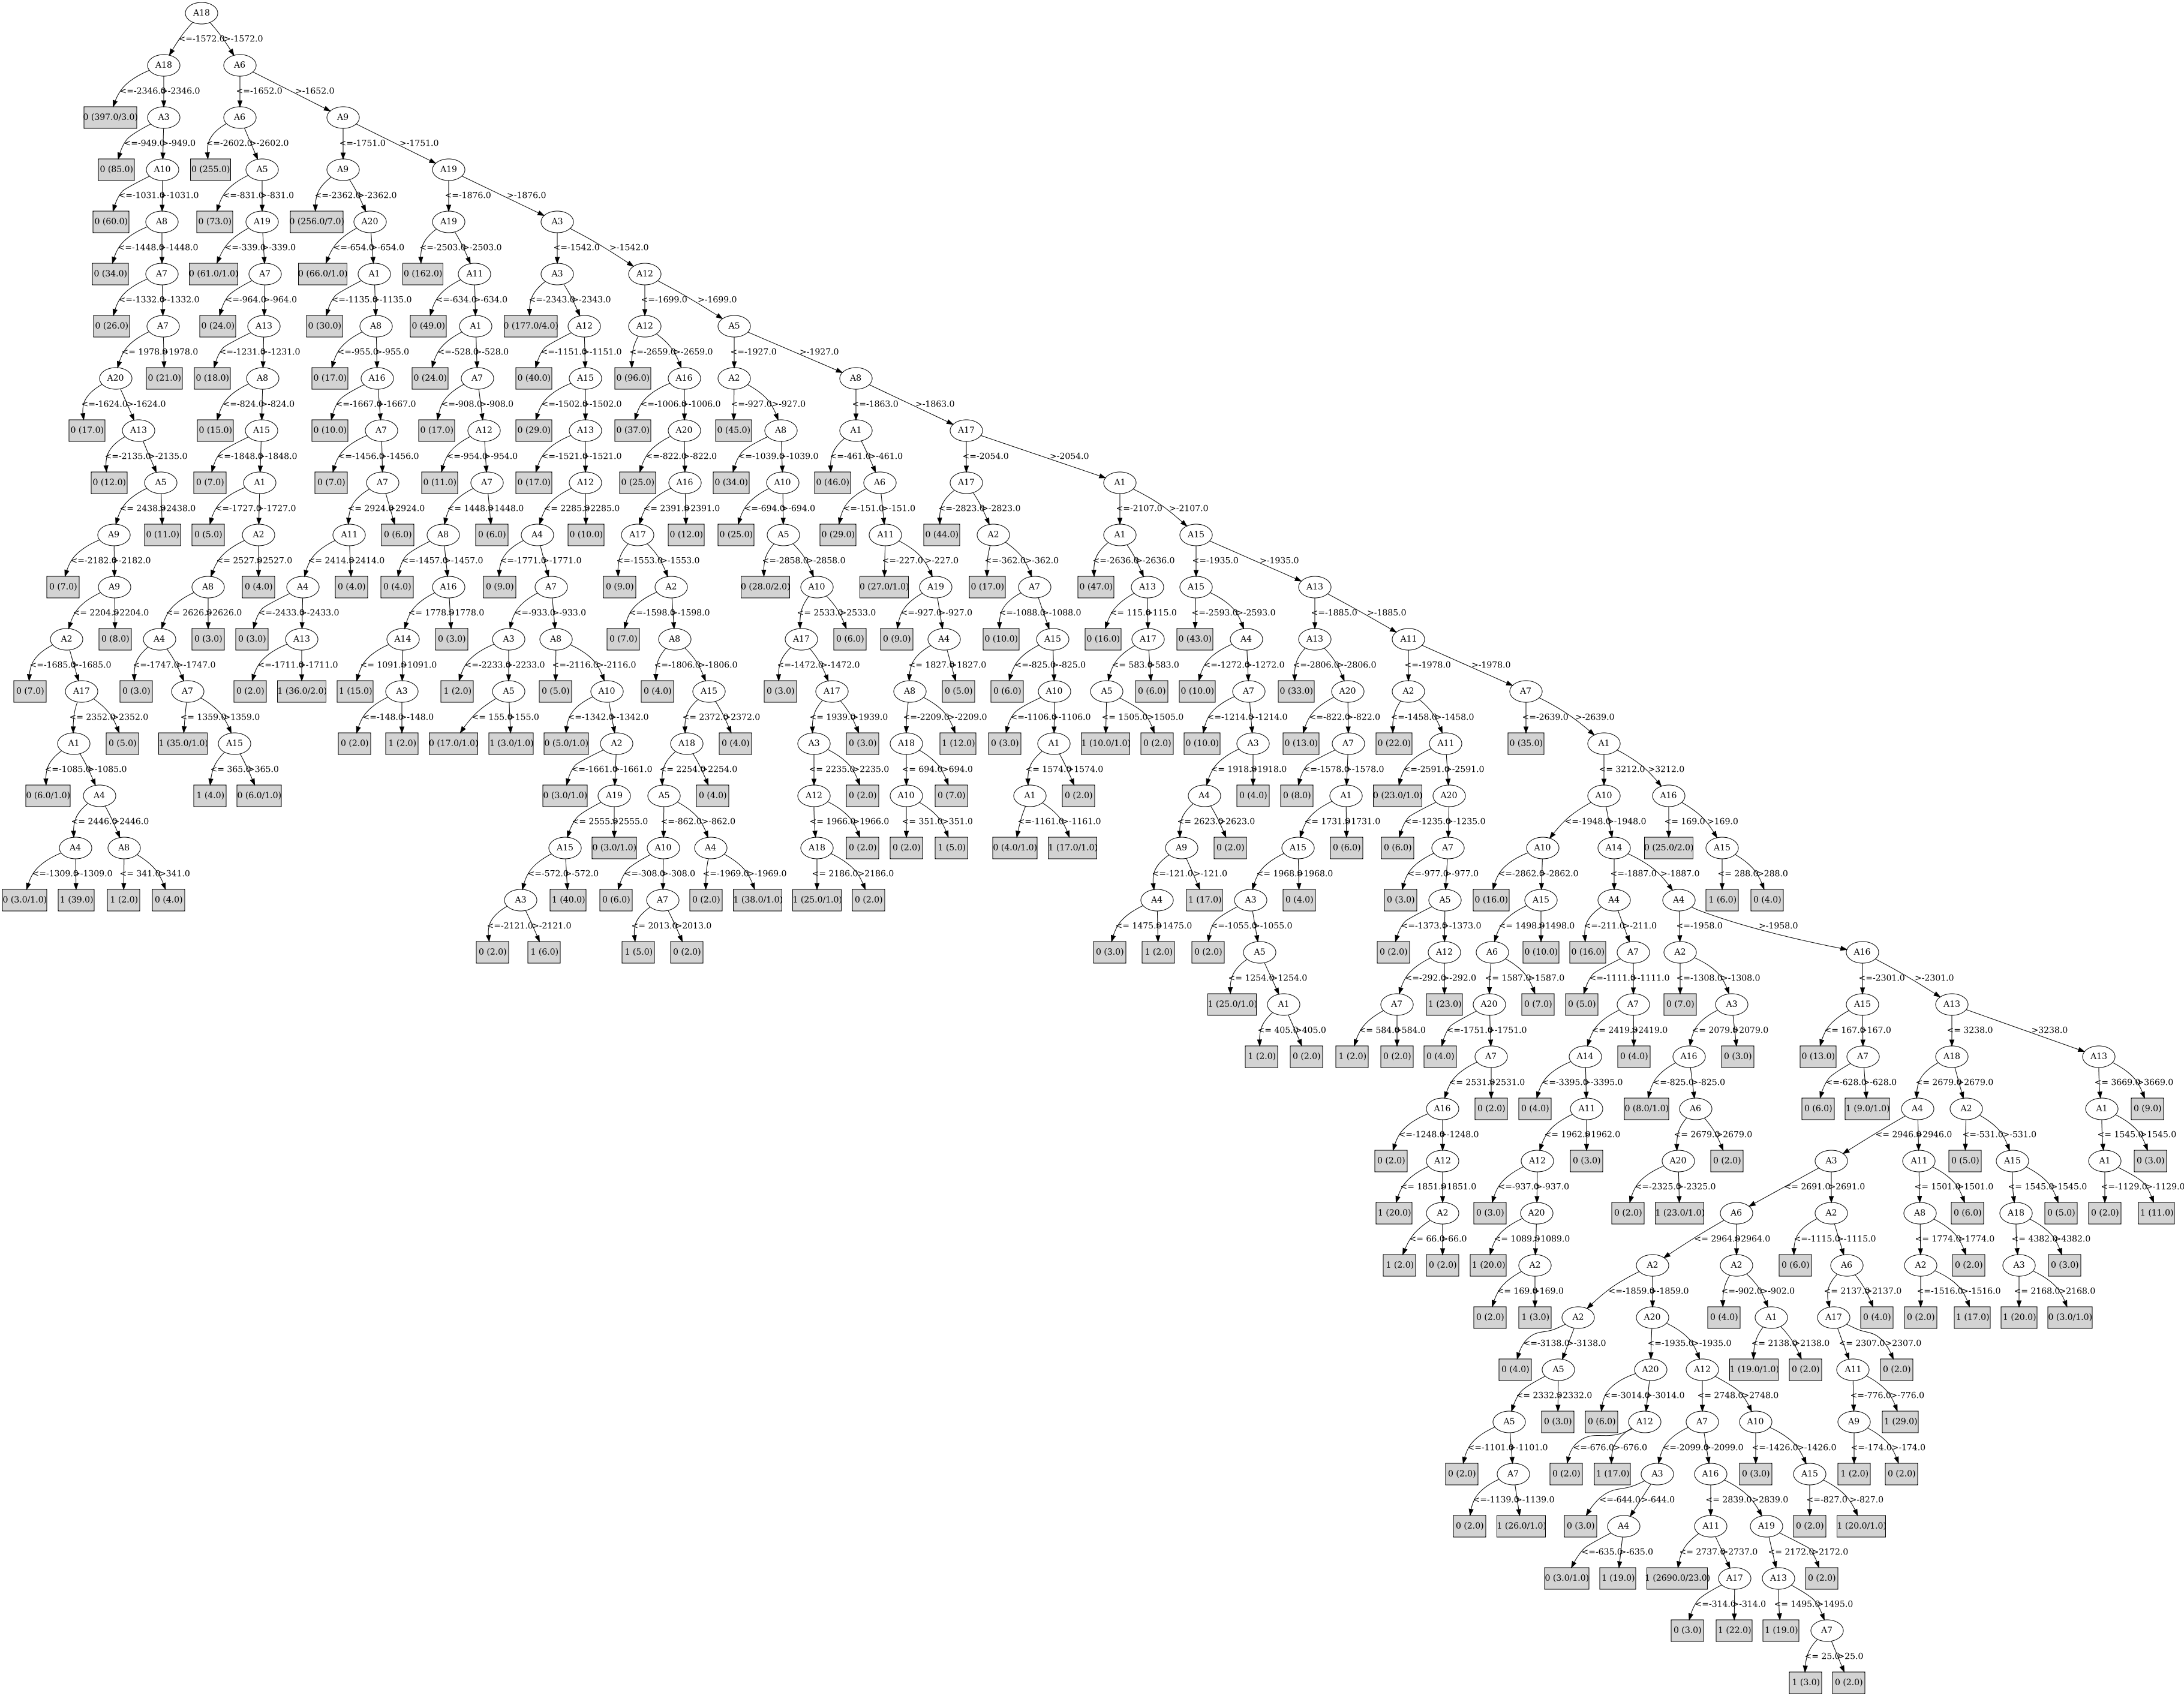 A18
<=-1572.0 >-1572.0
A18 A6
<=-2346.0 >-2346.0 <=-1652.0 >-1652.0
0 (397.0/3.0) A3 A6 A9
<=-949.0 >-949.0 <=-2602.0 >-2602.0 <=-1751.0 >-1751.0
0 (85.0) A10 0 (255.0) A5 A9 A19
<=-1031.0 >-1031.0 <=-831.0 >-831.0 <=-2362.0 >-2362.0 <=-1876.0 >-1876.0
0 (60.0) A8 0 (73.0) A19 0 (256.0/7.0) A20 A19 A3
<=-1448.0 >-1448.0 <=-339.0 >-339.0 <=-654.0 >-654.0 <=-2503.0 >-2503.0 <=-1542.0 >-1542.0
0 (34.0) A7 0 (61.0/1.0) A7 0 (66.0/1.0) A1 0 (162.0) A11 A3 A12
<=-1332.0 >-1332.0 <=-964.0 >-964.0 <=-1135.0 >-1135.0 <=-634.0 >-634.0 <=-2343.0 >-2343.0 <=-1699.0 >-1699.0
0 (26.0) A7 0 (24.0) A13 0 (30.0) A8 0 (49.0) A1 0 (177.0/4.0) A12 A12 A5
<= 1978.0 >1978.0 <=-1231.0 >-1231.0 <=-955.0 >-955.0 <=-528.0 >-528.0 <=-1151.0 >-1151.0 <=-2659.0 >-2659.0 <=-1927.0 >-1927.0
A20 0 (21.0) 0 (18.0) A8 0 (17.0) A16 0 (24.0) A7 0 (40.0) A15 0 (96.0) A16 A2 A8
<=-1624.0 >-1624.0 <=-824.0 >-824.0 <=-1667.0 >-1667.0 <=-908.0 >-908.0 <=-1502.0 >-1502.0 <=-1006.0 >-1006.0 <=-927.0 >-927.0 <=-1863.0 >-1863.0
0 (17.0) A13 0 (15.0) A15 0 (10.0) A7 0 (17.0) A12 0 (29.0) A13 0 (37.0) A20 0 (45.0) A8 A1 A17
<=-2135.0 >-2135.0 <=-1848.0 >-1848.0 <=-1456.0 >-1456.0 <=-954.0 >-954.0 <=-1521.0 >-1521.0 <=-822.0 >-822.0 <=-1039.0 >-1039.0 <=-461.0 >-461.0 <=-2054.0 >-2054.0
0 (12.0) A5 0 (7.0) A1 0 (7.0) A7 0 (11.0) A7 0 (17.0) A12 0 (25.0) A16 0 (34.0) A10 0 (46.0) A6 A17 A1
<= 2438.0 >2438.0 <=-1727.0 >-1727.0 <= 2924.0 >2924.0 <= 1448.0 >1448.0 <= 2285.0 >2285.0 <= 2391.0 >2391.0 <=-694.0 >-694.0 <=-151.0 >-151.0 <=-2823.0 >-2823.0 <=-2107.0 >-2107.0
A9 0 (11.0) 0 (5.0) A2 A11 0 (6.0) A8 0 (6.0) A4 0 (10.0) A17 0 (12.0) 0 (25.0) A5 0 (29.0) A11 0 (44.0) A2 A1 A15
<=-2182.0 >-2182.0 <= 2527.0 >2527.0 <= 2414.0 >2414.0 <=-1457.0 >-1457.0 <=-1771.0 >-1771.0 <=-1553.0 >-1553.0 <=-2858.0 >-2858.0 <=-227.0 >-227.0 <=-362.0 >-362.0 <=-2636.0 >-2636.0 <=-1935.0 >-1935.0
0 (7.0) A9 A8 0 (4.0) A4 0 (4.0) 0 (4.0) A16 0 (9.0) A7 0 (9.0) A2 0 (28.0/2.0) A10 0 (27.0/1.0) A19 0 (17.0) A7 0 (47.0) A13 A15 A13
<= 2204.0 >2204.0 <= 2626.0 >2626.0 <=-2433.0 >-2433.0 <= 1778.0 >1778.0 <=-933.0 >-933.0 <=-1598.0 >-1598.0 <= 2533.0 >2533.0 <=-927.0 >-927.0 <=-1088.0 >-1088.0 <= 115.0 >115.0 <=-2593.0 >-2593.0 <=-1885.0 >-1885.0
A2 0 (8.0) A4 0 (3.0) 0 (3.0) A13 A14 0 (3.0) A3 A8 0 (7.0) A8 A17 0 (6.0) 0 (9.0) A4 0 (10.0) A15 0 (16.0) A17 0 (43.0) A4 A13 A11
<=-1685.0 >-1685.0 <=-1747.0 >-1747.0 <=-1711.0 >-1711.0 <= 1091.0 >1091.0 <=-2233.0 >-2233.0 <=-2116.0 >-2116.0 <=-1806.0 >-1806.0 <=-1472.0 >-1472.0 <= 1827.0 >1827.0 <=-825.0 >-825.0 <= 583.0 >583.0 <=-1272.0 >-1272.0 <=-2806.0 >-2806.0 <=-1978.0 >-1978.0
0 (7.0) A17 0 (3.0) A7 0 (2.0) 1 (36.0/2.0) 1 (15.0) A3 1 (2.0) A5 0 (5.0) A10 0 (4.0) A15 0 (3.0) A17 A8 0 (5.0) 0 (6.0) A10 A5 0 (6.0) 0 (10.0) A7 0 (33.0) A20 A2 A7
<= 2352.0 >2352.0 <= 1359.0 >1359.0 <=-148.0 >-148.0 <= 155.0 >155.0 <=-1342.0 >-1342.0 <= 2372.0 >2372.0 <= 1939.0 >1939.0 <=-2209.0 >-2209.0 <=-1106.0 >-1106.0 <= 1505.0 >1505.0 <=-1214.0 >-1214.0 <=-822.0 >-822.0 <=-1458.0 >-1458.0 <=-2639.0 >-2639.0
A1 0 (5.0) 1 (35.0/1.0) A15 0 (2.0) 1 (2.0) 0 (17.0/1.0) 1 (3.0/1.0) 0 (5.0/1.0) A2 A18 0 (4.0) A3 0 (3.0) A18 1 (12.0) 0 (3.0) A1 1 (10.0/1.0) 0 (2.0) 0 (10.0) A3 0 (13.0) A7 0 (22.0) A11 0 (35.0) A1
<=-1085.0 >-1085.0 <= 365.0 >365.0 <=-1661.0 >-1661.0 <= 2254.0 >2254.0 <= 2235.0 >2235.0 <= 694.0 >694.0 <= 1574.0 >1574.0 <= 1918.0 >1918.0 <=-1578.0 >-1578.0 <=-2591.0 >-2591.0 <= 3212.0 >3212.0
0 (6.0/1.0) A4 1 (4.0) 0 (6.0/1.0) 0 (3.0/1.0) A19 A5 0 (4.0) A12 0 (2.0) A10 0 (7.0) A1 0 (2.0) A4 0 (4.0) 0 (8.0) A1 0 (23.0/1.0) A20 A10 A16
<= 2446.0 >2446.0 <= 2555.0 >2555.0 <=-862.0 >-862.0 <= 1966.0 >1966.0 <= 351.0 >351.0 <=-1161.0 >-1161.0 <= 2623.0 >2623.0 <= 1731.0 >1731.0 <=-1235.0 >-1235.0 <=-1948.0 >-1948.0 <= 169.0 >169.0
A4 A8 A15 0 (3.0/1.0) A10 A4 A18 0 (2.0) 0 (2.0) 1 (5.0) 0 (4.0/1.0) 1 (17.0/1.0) A9 0 (2.0) A15 0 (6.0) 0 (6.0) A7 A10 A14 0 (25.0/2.0) A15
<=-1309.0 >-1309.0 <= 341.0 >341.0 <=-572.0 >-572.0 <=-308.0 >-308.0 <=-1969.0 >-1969.0 <= 2186.0 >2186.0 <=-121.0 >-121.0 <= 1968.0 >1968.0 <=-977.0 >-977.0 <=-2862.0 >-2862.0 <=-1887.0 >-1887.0 <= 288.0 >288.0
0 (3.0/1.0) 1 (39.0) 1 (2.0) 0 (4.0) A3 1 (40.0) 0 (6.0) A7 0 (2.0) 1 (38.0/1.0) 1 (25.0/1.0) 0 (2.0) A4 1 (17.0) A3 0 (4.0) 0 (3.0) A5 0 (16.0) A15 A4 A4 1 (6.0) 0 (4.0)
<=-2121.0 >-2121.0 <= 2013.0 >2013.0 <= 1475.0 >1475.0 <=-1055.0 >-1055.0 <=-1373.0 >-1373.0 <= 1498.0 >1498.0 <=-211.0 >-211.0 <=-1958.0 >-1958.0
0 (2.0) 1 (6.0) 1 (5.0) 0 (2.0) 0 (3.0) 1 (2.0) 0 (2.0) A5 0 (2.0) A12 A6 0 (10.0) 0 (16.0) A7 A2 A16
<= 1254.0 >1254.0 <=-292.0 >-292.0 <= 1587.0 >1587.0 <=-1111.0 >-1111.0 <=-1308.0 >-1308.0 <=-2301.0 >-2301.0
1 (25.0/1.0) A1 A7 1 (23.0) A20 0 (7.0) 0 (5.0) A7 0 (7.0) A3 A15 A13
<= 405.0 >405.0 <= 584.0 >584.0 <=-1751.0 >-1751.0 <= 2419.0 >2419.0 <= 2079.0 >2079.0 <= 167.0 >167.0 <= 3238.0 >3238.0
1 (2.0) 0 (2.0) 1 (2.0) 0 (2.0) 0 (4.0) A7 A14 0 (4.0) A16 0 (3.0) 0 (13.0) A7 A18 A13
<= 2531.0 >2531.0 <=-3395.0 >-3395.0 <=-825.0 >-825.0 <=-628.0 >-628.0 <= 2679.0 >2679.0 <= 3669.0 >3669.0
A16 0 (2.0) 0 (4.0) A11 0 (8.0/1.0) A6 0 (6.0) 1 (9.0/1.0) A4 A2 A1 0 (9.0)
<=-1248.0 >-1248.0 <= 1962.0 >1962.0 <= 2679.0 >2679.0 <= 2946.0 >2946.0 <=-531.0 >-531.0 <= 1545.0 >1545.0
0 (2.0) A12 A12 0 (3.0) A20 0 (2.0) A3 A11 0 (5.0) A15 A1 0 (3.0)
<= 1851.0 >1851.0 <=-937.0 >-937.0 <=-2325.0 >-2325.0 <= 2691.0 >2691.0 <= 1501.0 >1501.0 <= 1545.0 >1545.0 <=-1129.0 >-1129.0
1 (20.0) A2 0 (3.0) A20 0 (2.0) 1 (23.0/1.0) A6 A2 A8 0 (6.0) A18 0 (5.0) 0 (2.0) 1 (11.0)
<= 66.0 >66.0 <= 1089.0 >1089.0 <= 2964.0 >2964.0 <=-1115.0 >-1115.0 <= 1774.0 >1774.0 <= 4382.0 >4382.0
1 (2.0) 0 (2.0) 1 (20.0) A2 A2 A2 0 (6.0) A6 A2 0 (2.0) A3 0 (3.0)
<= 169.0 >169.0 <=-1859.0 >-1859.0 <=-902.0 >-902.0 <= 2137.0 >2137.0 <=-1516.0 >-1516.0 <= 2168.0 >2168.0
0 (2.0) 1 (3.0) A2 A20 0 (4.0) A1 A17 0 (4.0) 0 (2.0) 1 (17.0) 1 (20.0) 0 (3.0/1.0)
<=-3138.0 >-3138.0 <=-1935.0 >-1935.0 <= 2138.0 >2138.0 <= 2307.0 >2307.0
0 (4.0) A5 A20 A12 1 (19.0/1.0) 0 (2.0) A11 0 (2.0)
<= 2332.0 >2332.0 <=-3014.0 >-3014.0 <= 2748.0 >2748.0 <=-776.0 >-776.0
A5 0 (3.0) 0 (6.0) A12 A7 A10 A9 1 (29.0)
<=-1101.0 >-1101.0 <=-676.0 >-676.0 <=-2099.0 >-2099.0 <=-1426.0 >-1426.0 <=-174.0 >-174.0
0 (2.0) A7 0 (2.0) 1 (17.0) A3 A16 0 (3.0) A15 1 (2.0) 0 (2.0)
<=-1139.0 >-1139.0 <=-644.0 >-644.0 <= 2839.0 >2839.0 <=-827.0 >-827.0
0 (2.0) 1 (26.0/1.0) 0 (3.0) A4 A11 A19 0 (2.0) 1 (20.0/1.0)
<=-635.0 >-635.0 <= 2737.0 >2737.0 <= 2172.0 >2172.0
0 (3.0/1.0) 1 (19.0) 1 (2690.0/23.0) A17 A13 0 (2.0)
<=-314.0 >-314.0 <= 1495.0 >1495.0
0 (3.0) 1 (22.0) 1 (19.0) A7
<= 25.0 >25.0
1 (3.0) 0 (2.0)